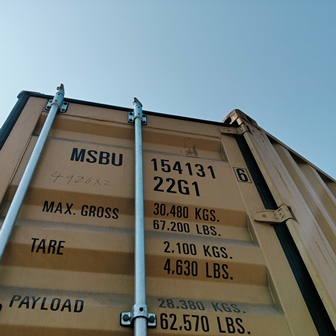 MSBU 154131 6
22G1
MAX. GROSS 30.480 KGS.
67.200 LBS.
TARE 2.100 KGS.
4,630 LBS.
PAYLOAD 28.380 KGS.
62,570 LBS.